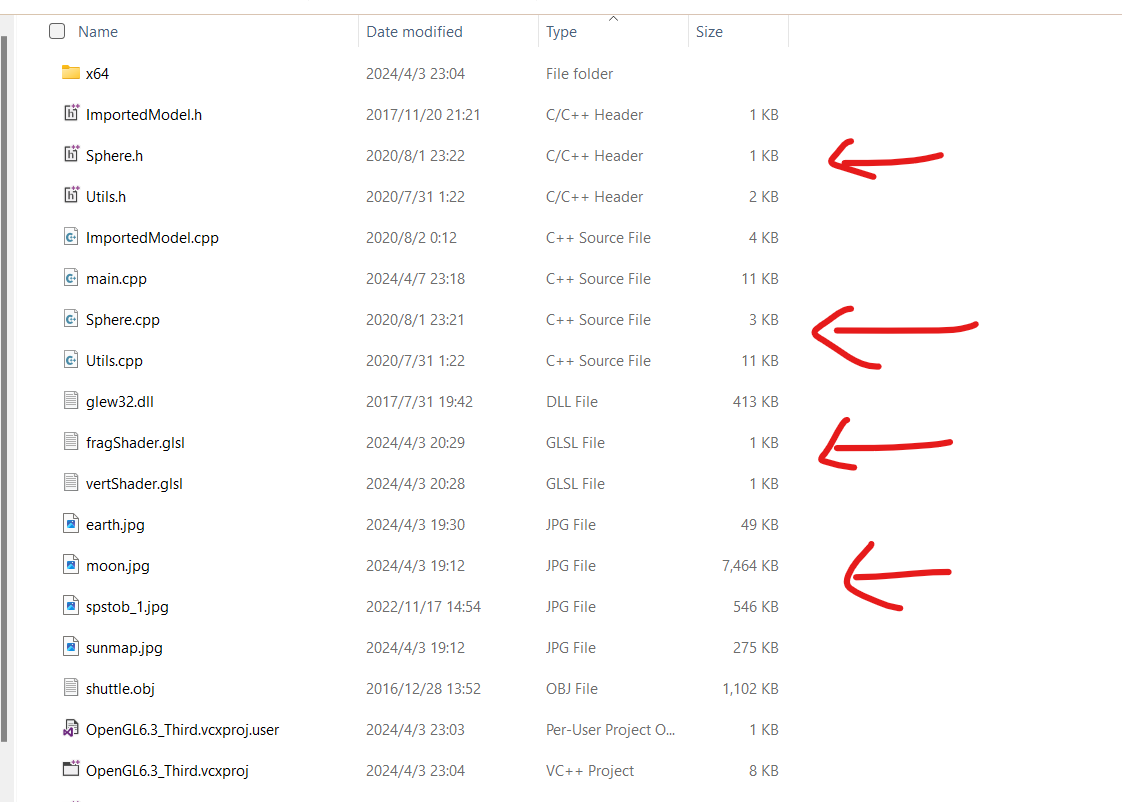 Name Date modified Type Size
x64 2024/4/3 23:04 File folder
ImportedModel.h 2017/11/20 21:21 C/C++ Header 1 KB
Sphere.h 2020/8/1 23:22 C/C++ Header 1 KB
Utils.h 2020/7/31 1:22 C/C++ Header 2 KB
ImportedModel.cpp 2020/8/2 0:12 C++ Source File 4 KB
main.cpp 2024/4/7 23:18 C++ Source File 11 KB
Sphere.cpp 2020/8/1 23:21 C++ Source File 3 KB
Utils.cpp 2020/7/31 1:22 C++ Source File 11 KB
glew32.dll 2017/7/31 19:42 DLL File 413 KB
fragShader.glsl 2024/4/3 20:29 GLSL File 1 KB
vertShader.glsl 2024/4/3 20:28 GLSL File 1 KB
earth.jpg 2024/4/3 19:30 JPG File 49 KB
moon.jpg 2024/4/3 19:12 JPG File 7,464 KB
spstob_1.jpg 2022/11/17 14:54 JPG File 546 KB
sunmap.jpg 2024/4/3 19:12 JPG File 275 KB
shuttle.obj 2016/12/28 13:52 OBJ File 1,102 KB
OpenGL6.3_Third.vcxproj.user 2024/4/3 23:03 Per-User Project O... 1 KB
OpenGL6.3_Third.vcxproj 2024/4/3 23:04 VC++ Project 8 KB